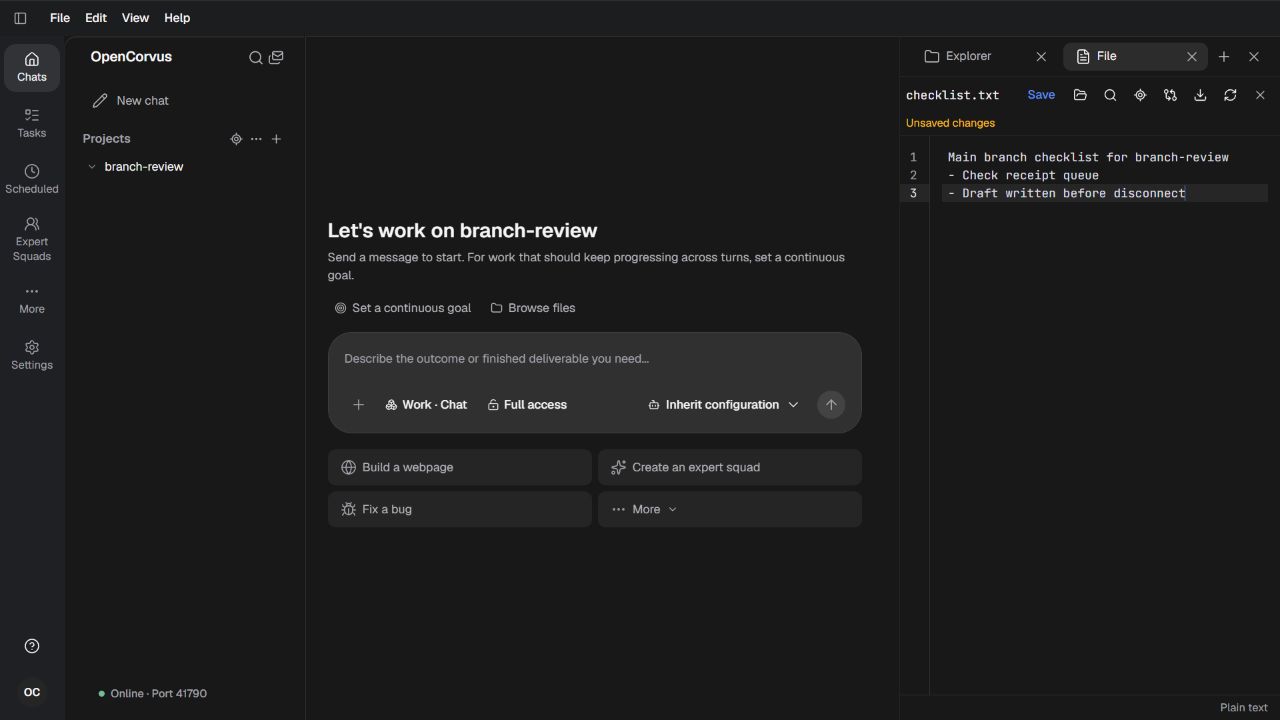 File Edit View Help
Chats
Tasks
Scheduled
Expert
Squads
More
Settings
OC
OpenCorvus
New chat
Projects
branch-review
Online · Port 41790
Let's work on branch-review
Send a message to start. For work that should keep progressing across turns, set a continuous
goal.
Set a continuous goal Browse files
Describe the outcome or finished deliverable you need...
Work · Chat Full access Inherit configuration
Build a webpage Create an expert squad
Fix a bug More
Explorer File
checklist.txt Save
Unsaved changes
1 Main branch checklist for branch-review
2 - Check receipt queue
3 - Draft written before disconnect
Plain text